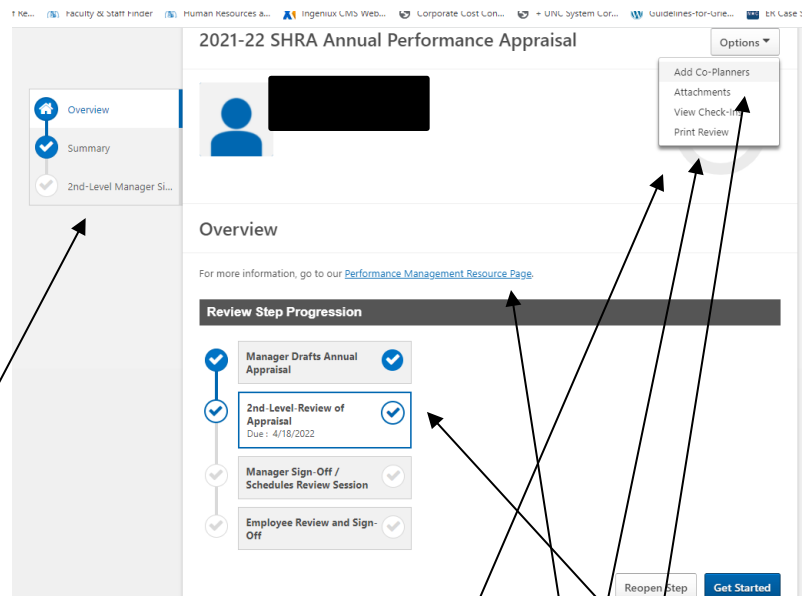 f Re... Faculty & Staff Finder Human Resources a... Ingeniux CMS Web... Corporate Cost Con... + UNC System Cor... Guidelines-for-Grie... ER Case
2021-22 SHRA Annual Performance Appraisal
Options
Add Co-Planners
Attachments
View Check-Ins
Print Review
Overview
Summary
2nd-Level Manager Si...
Overview
For more information, go to our Performance Management Resource Page.
Review Step Progression
Manager Drafts Annual
Appraisal
2nd-Level-Review of
Appraisal
Due : 4/18/2022
Manager Sign-Off /
Schedules Review Session
Employee Review and Sign-
Off
Reopen Step
Get Started